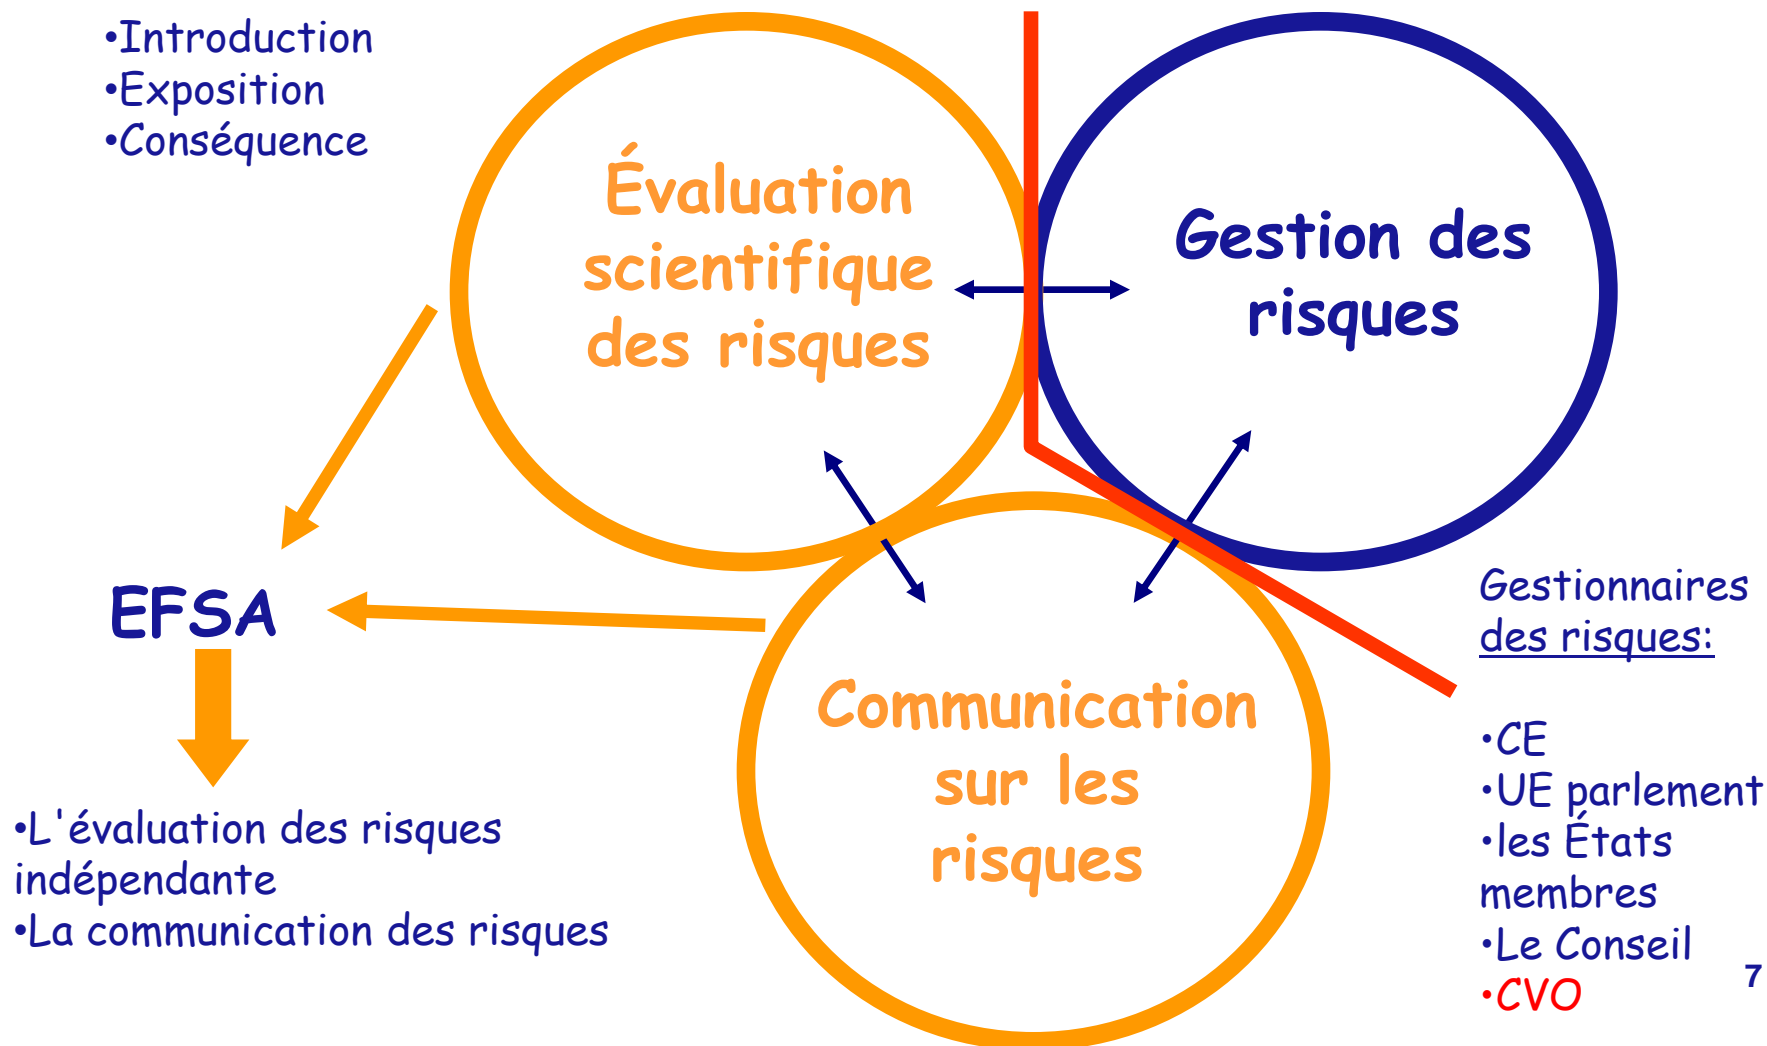 •Introduction
•Exposition
•Conséquence
Évaluation
scientifique
des risques
Gestion des
risques
EFSA
Communication
sur les
risques
•L'évaluation des risques
indépendante
•La communication des risques
Gestionnaires
des risques:
•CE
•UE parlement
•les États
membres
•Le Conseil
•CVO
7